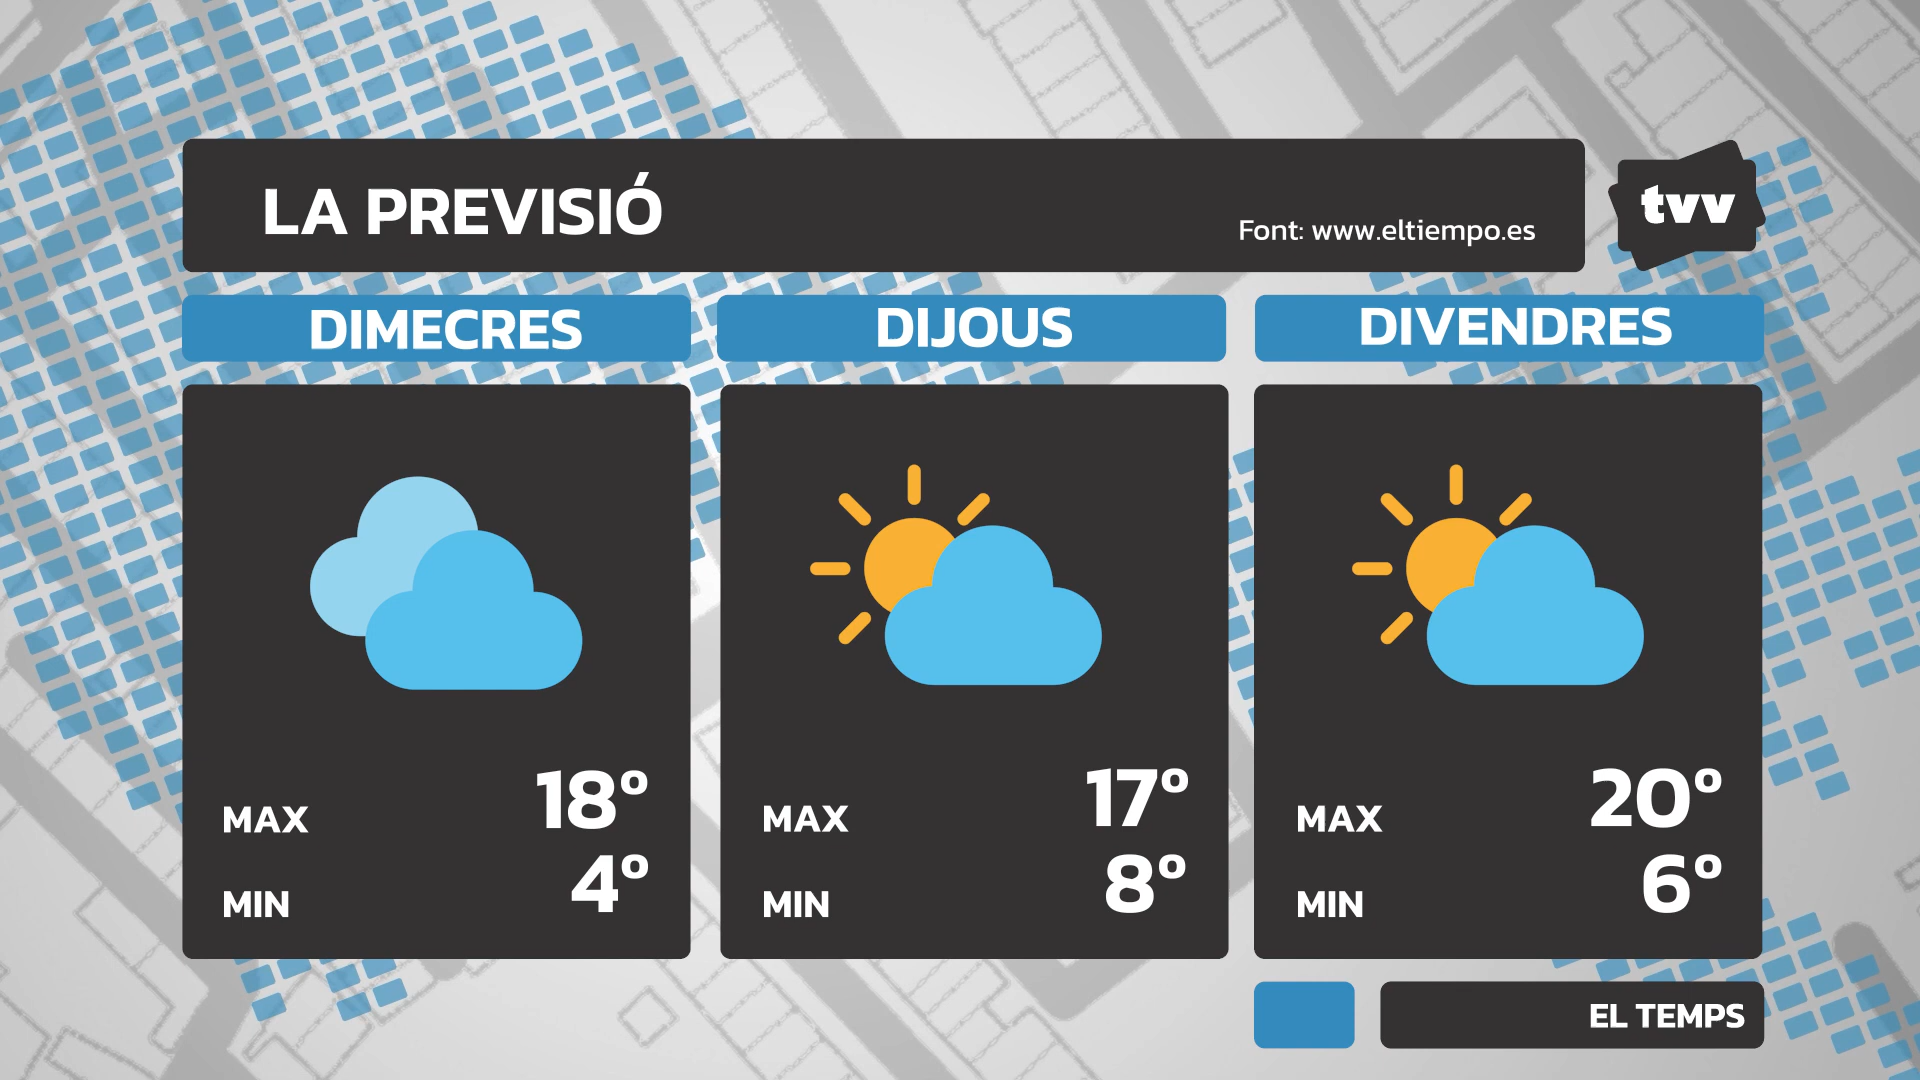 LA PREVISIÓ
Font: www.eltiempo.es
tvv
DIMECRES
DIJOUS
DIVENDRES
MAX 18°
MIN 4°
MAX 17°
MIN 8°
MAX 20°
MIN 6°
EL TEMPS